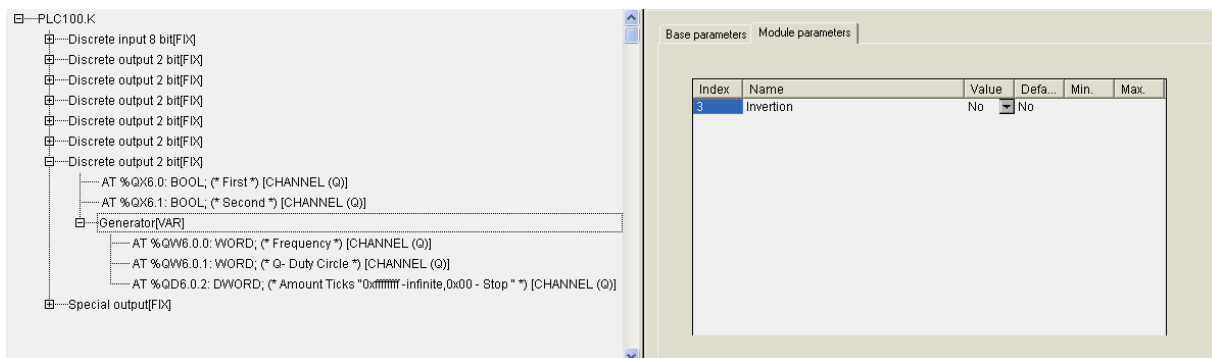 PLC100.K
Discrete input 8 bit[FIX]
Discrete output 2 bit[FIX]
Discrete output 2 bit[FIX]
Discrete output 2 bit[FIX]
Discrete output 2 bit[FIX]
Discrete output 2 bit[FIX]
Discrete output 2 bit[FIX]
AT %QX6.0: BOOL; (* First *) [CHANNEL (Q)]
AT %QX6.1: BOOL; (* Second *) [CHANNEL (Q)]
Generator[VAR]
AT %QW6.0.0: WORD; (* Frequency *) [CHANNEL (Q)]
AT %QW6.0.1: WORD; (* Q- Duty Circle *) [CHANNEL (Q)]
AT %QD6.0.2: DWORD; (* Amount Ticks "0xffffffff -infinite,0x00 - Stop " *) [CHANNEL (Q)]
Special output[FIX]
Base parameters Module parameters
Index Name Value Defa... Min. Max.
3 Invertion No No